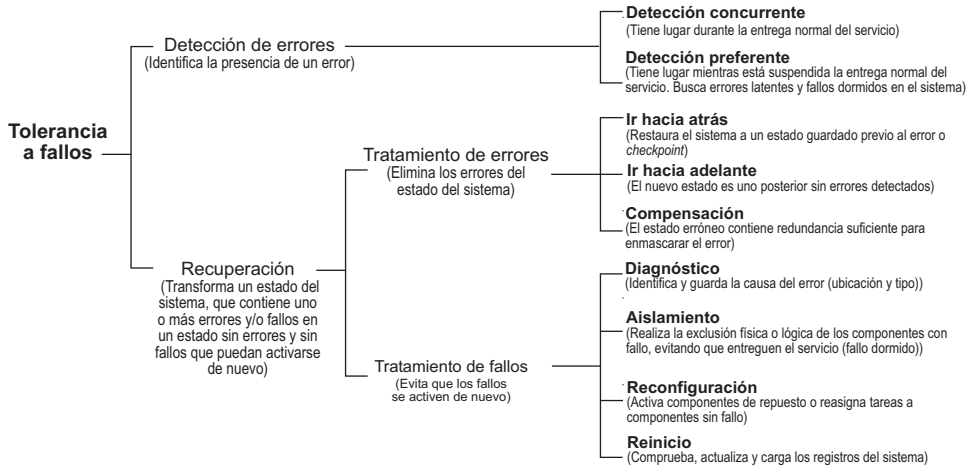 Tolerancia
a fallos
Detección de errores
(Identifica la presencia de un error)
Detección concurrente
(Tiene lugar durante la entrega normal del servicio)
Detección preferente
(Tiene lugar mientras está suspendida la entrega normal del
servicio. Busca errores latentes y fallos dormidos en el sistema)
Recuperación
(Transforma un estado del
sistema, que contiene uno
o más errores y/o fallos en
un estado sin errores y sin
fallos que puedan activarse
de nuevo)
Tratamiento de errores
(Elimina los errores del
estado del sistema)
Ir hacia atrás
(Restaura el sistema a un estado guardado previo al error o
checkpoint)
Ir hacia adelante
(El nuevo estado es uno posterior sin errores detectados)
Compensación
(El estado erróneo contiene redundancia suficiente para
enmascarar el error)
Tratamiento de fallos
(Evita que los fallos
se activen de nuevo)
Diagnóstico
(Identifica y guarda la causa del error (ubicación y tipo))
Aislamiento
(Realiza la exclusión física o lógica de los componentes con
fallo, evitando que entreguen el servicio (fallo dormido))
Reconfiguración
(Activa componentes de repuesto o reasigna tareas a
componentes sin fallo)
Reinicio
(Comprueba, actualiza y carga los registros del sistema)